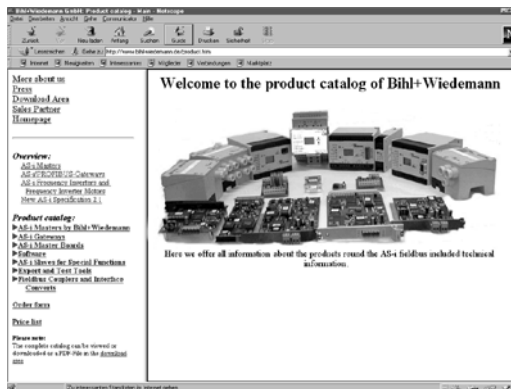 Bihl+Wiedemann GmbH: Product catalog - Main - Netscape
Datei Bearbeiten Ansicht Gehe Communicator Hilfe
Zurück Neu laden Anfang Suchen Guide Drucken Sicherheit
Lesezeichen Gehe zu: http://www.bihl-wiedemann.de/product.htm
Internet Neuigkeiten Interessantes Mitglieder Verbindungen Marktplatz
More about us
Press
Download Area
Sales Partner
Homepage
Overview:
AS-i Masters
AS-i/PROFIBUS-Gateways
AS-i Frequency Inverters and
Frequency Inverter Motors
New AS-i Specification 2.1
Product catalog:
AS-i Masters by Bihl+Wiedemann
AS-i Gateways
AS-i Master Boards
Software
AS-i Slaves for Special Functions
Expert and Test Tools
Fieldbus Couplers and Interface
Converts
Order form
Price list
Please note:
The complete catalog can be viewed or
downloaded as a PDF-File in the download
area
Welcome to the product catalog of Bihl+Wiedemann
Here we offer all information about the products round the AS-i fieldbus included technical
information.